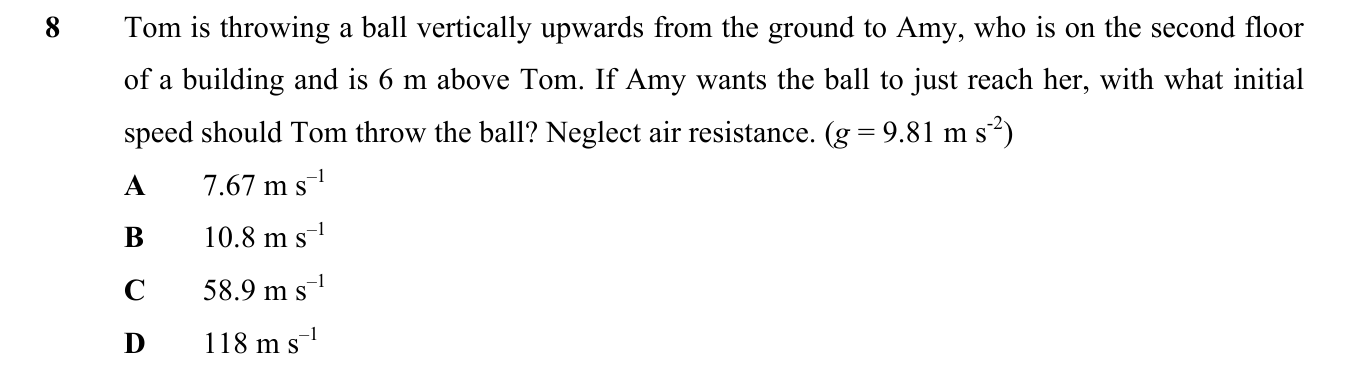 8 Tom is throwing a ball vertically upwards from the ground to Amy, who is on the second floor
of a building and is 6 m above Tom. If Amy wants the ball to just reach her, with what initial
speed should Tom throw the ball? Neglect air resistance. (g = 9.81 m s⁻²)
A 7.67 m s⁻¹
B 10.8 m s⁻¹
C 58.9 m s⁻¹
D 118 m s⁻¹